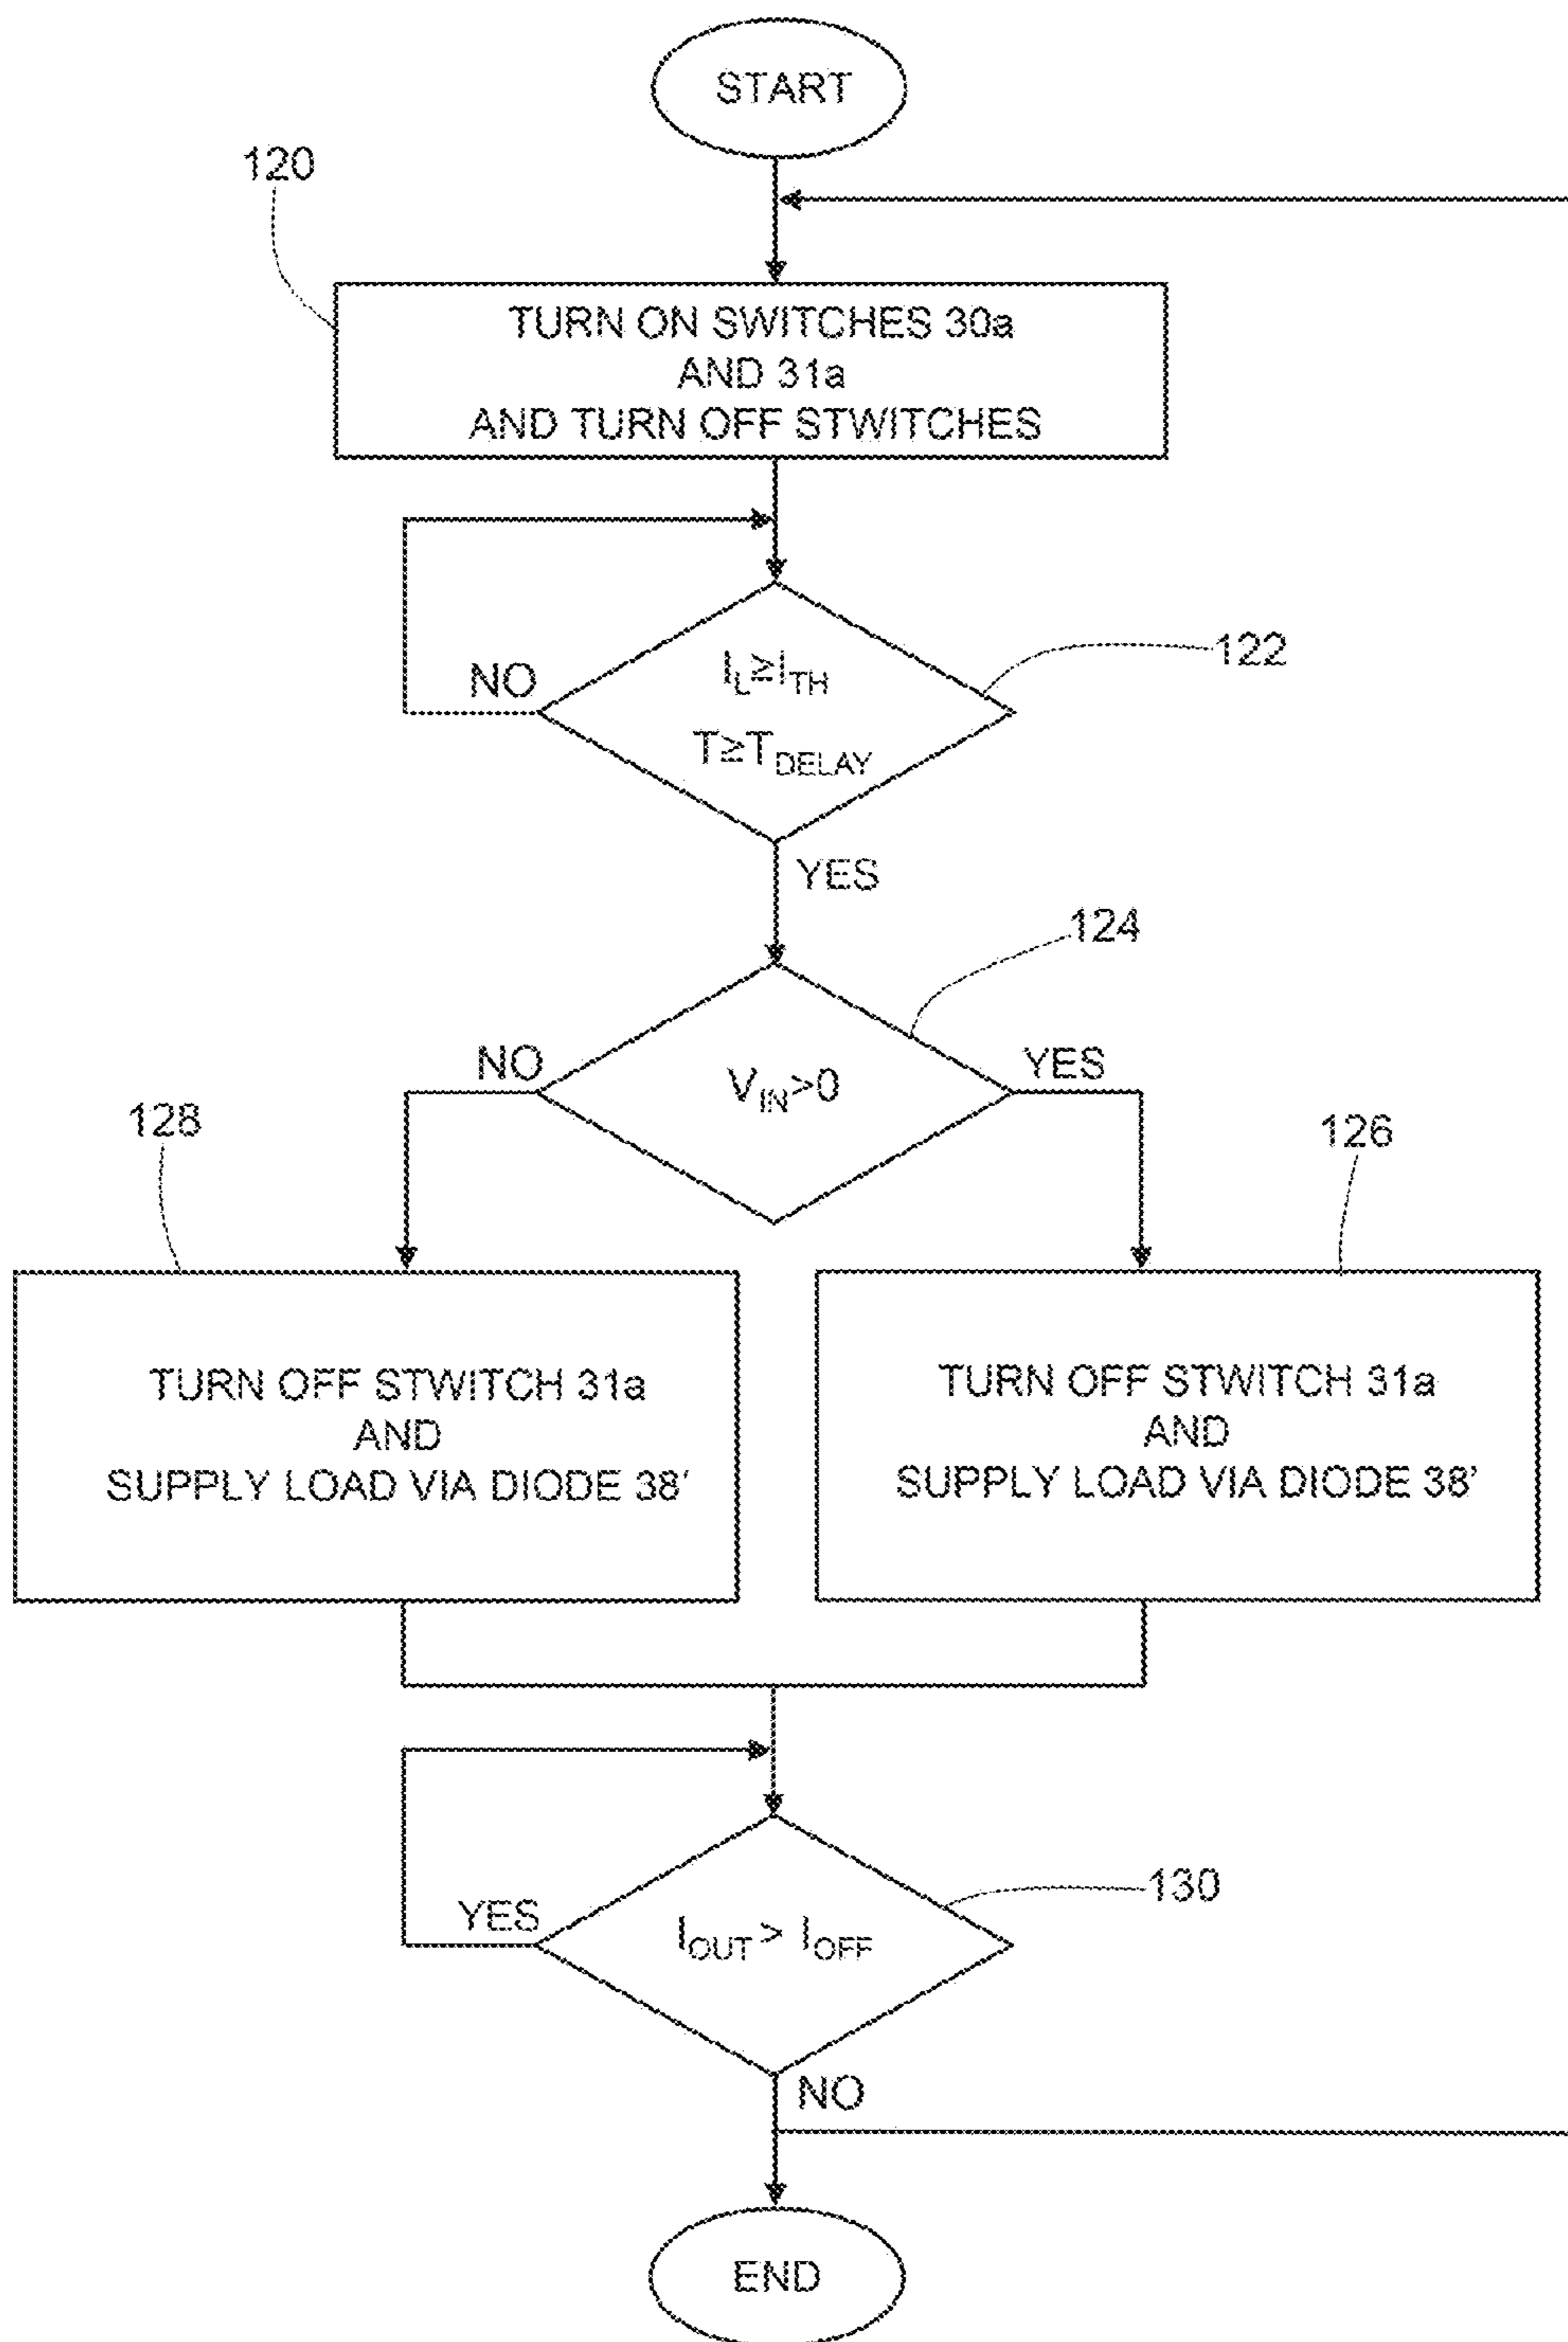 START
120
TURN ON SWITCHES 30a
AND 31a
AND TURN OFF STWITCHES
122
I_L≥I_TH
NO
T≥T_DELAY
YES
124
NO
V_IN>0
YES
128
126
TURN OFF STWITCH 31a
AND
SUPPLY LOAD VIA DIODE 38'
TURN OFF STWITCH 31a
AND
SUPPLY LOAD VIA DIODE 38'
130
YES
I_OUT > I_OFF
NO
END